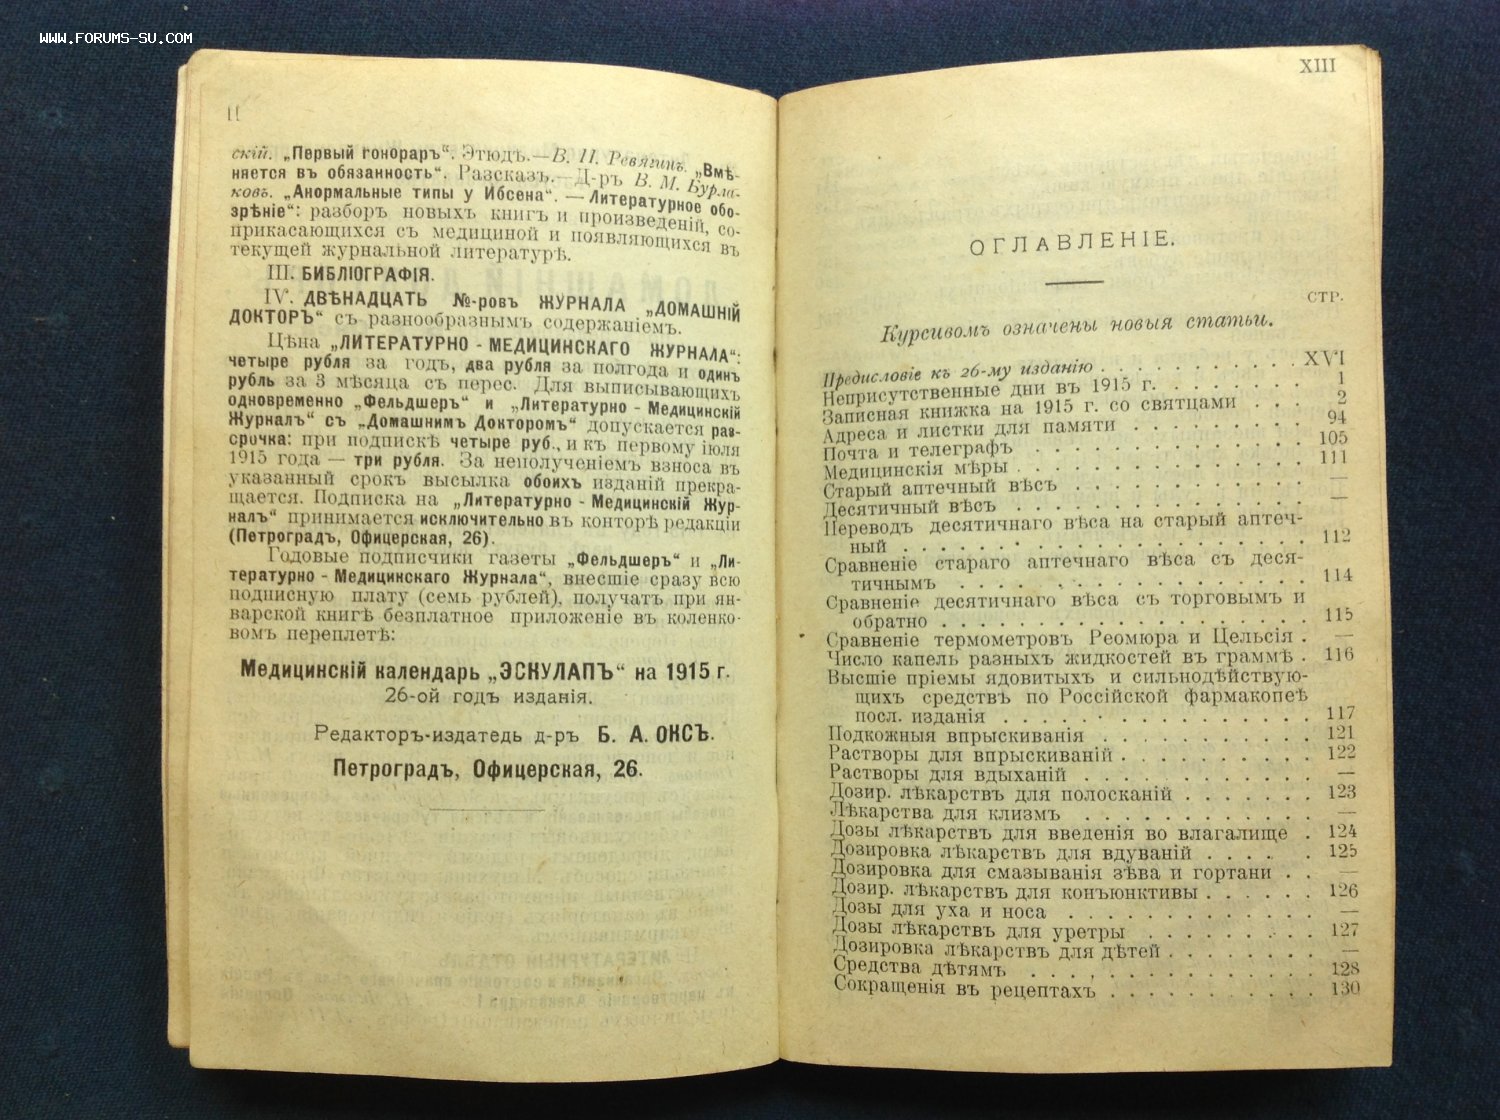 WWW.FORUMS-SU.COM
II
скій. „Первый гонораръ“. Этюдъ.—В. П. Ревягинъ. „Вмѣ-
няется въ обязанность“. Разсказъ.—Д-ръ В. М. Бурла-
ковъ. „Анормальные типы у Ибсена“. — Литературное обо-
зрѣніе“: разборъ новыхъ книгъ и произведеній, со-
прикасающихся съ медициной и появляющихся въ
текущей журнальной литературѣ.
III. БИБЛІОГРАФІЯ.
IV. ДВѢНАДЦАТЬ №-ровъ ЖУРНАЛА „ДОМАШНІЙ
ДОКТОРЪ“ съ разнообразнымъ содержаніемъ.
Цѣна „ЛИТЕРАТУРНО - МЕДИЦИНСКАГО ЖУРНАЛА“:
четыре рубля за годъ, два рубля за полгода и одинъ
рубль за 3 мѣсяца съ перес. Для выписывающихъ
одновременно „Фельдшеръ“ и „Литературно - Медицинскій
Журналъ“ съ „Домашнимъ Докторомъ“ допускается раз-
срочка: при подпискѣ четыре руб., и къ первому іюля
1915 года — три рубля. За неполученіемъ взноса въ
указанный срокъ высылка обоихъ изданій прекра-
щается. Подписка на „Литературно - Медицинскій Жур-
налъ“ принимается исключительно въ конторѣ редакціи
(Петроградъ, Офицерская, 26).
Годовые подписчики газеты „Фельдшеръ“ и „Ли-
тературно - Медицинскаго Журнала“, внесшіе сразу всю
подписную плату (семь рублей), получатъ при ян-
варской книгѣ безплатное приложеніе въ коленко-
вомъ переплетѣ:
Медицинскій календарь „ЭСКУЛАПЪ“ на 1915 г.
26-ой годъ изданія.
Редакторъ-издатедь д-ръ Б. А. ОКСЪ.
Петроградъ, Офицерская, 26.
XIII
ОГЛАВЛЕНІЕ.
СТР.
Курсивомъ означены новыя статьи.
Предисловіе къ 26-му изданію . . . . . . . . . . XVI
Неприсутственные дни въ 1915 г. . . . . . . . 1
Записная книжка на 1915 г. со святцами . . . 2
Адреса и листки для памяти . . . . . . . . . 94
Почта и телеграфъ . . . . . . . . . . . . . 105
Медицинскія мѣры . . . . . . . . . . . . . 111
Старый аптечный вѣсъ . . . . . . . . . . . —
Десятичный вѣсъ . . . . . . . . . . . . . —
Переводъ десятичнаго вѣса на старый аптеч-
ный . . . . . . . . . . . . . . . . . . 112
Сравненіе стараго аптечнаго вѣса съ деся-
тичнымъ . . . . . . . . . . . . . . . . 114
Сравненіе десятичнаго вѣса съ торговымъ и
обратно . . . . . . . . . . . . . . . . 115
Сравненіе термометровъ Реомюра и Цельсія . —
Число капель разныхъ жидкостей въ граммѣ . 116
Высшіе пріемы ядовитыхъ и сильнодѣйствую-
щихъ средствъ по Россійской фармакопеѣ
посл. изданія . . . . . . . . . . . . . . 117
Подкожныя впрыскиванія . . . . . . . . . . 121
Растворы для впрыскиваній . . . . . . . . . 122
Растворы для вдыханій . . . . . . . . . . . —
Дозир. лѣкарствъ для полосканій . . . . . . . 123
Лѣкарства для клизмъ . . . . . . . . . . . —
Дозы лѣкарствъ для введенія во влагалище . 124
Дозировка лѣкарствъ для вдуваній . . . . . 125
Дозировка для смазыванія зѣва и гортани . . —
Дозир. лѣкарствъ для конъюнктивы . . . . . . 126
Дозы для уха и носа . . . . . . . . . . . . —
Дозы лѣкарствъ для уретры . . . . . . . . . 127
Дозировка лѣкарствъ для дѣтей . . . . . . . —
Средства дѣтямъ . . . . . . . . . . . . . 128
Сокращенія въ рецептахъ . . . . . . . . . . 130